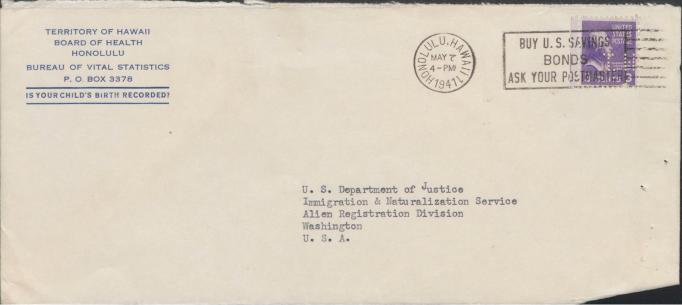 TERRITORY OF HAWAII
BOARD OF HEALTH
HONOLULU
BUREAU OF VITAL STATISTICS
P. O. BOX 3378
IS YOUR CHILD'S BIRTH RECORDED?
HONOLULU, HAWAII
MAY 7
4-PM
1941
BUY U.S. SAVINGS
BONDS
ASK YOUR POSTMASTER
UNITED
STATES
POSTAGE
U. S. Department of Justice
Immigration & Naturalization Service
Alien Registration Division
Washington
U. S. A.